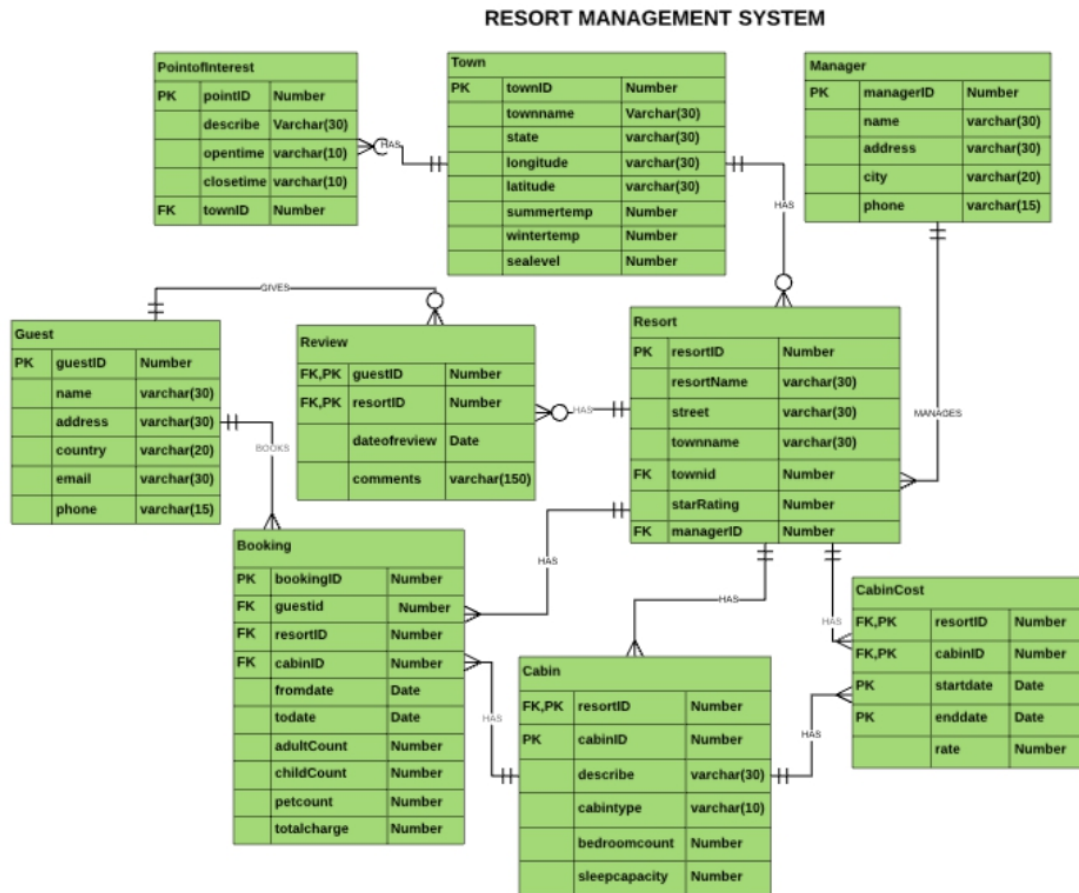 RESORT MANAGEMENT SYSTEM
PointofInterest
PK pointID Number
describe Varchar(30)
opentime varchar(10)
closetime varchar(10)
FK townID Number
HAS
Town
PK townID Number
townname Varchar(30)
state varchar(30)
longitude varchar(30)
latitude varchar(30)
summertemp Number
wintertemp Number
sealevel Number
HAS
Manager
PK managerID Number
name varchar(30)
address varchar(30)
city varchar(20)
phone varchar(15)
MANAGES
GIVES
Guest
PK guestID Number
name varchar(30)
address varchar(30)
country varchar(20)
email varchar(30)
phone varchar(15)
BOOKS
Review
FK,PK guestID Number
FK,PK resortID Number
dateofreview Date
comments varchar(150)
HAS
Resort
PK resortID Number
resortName varchar(30)
street varchar(30)
townname varchar(30)
FK townid Number
starRating Number
FK managerID Number
HAS
HAS
HAS
Booking
PK bookingID Number
FK guestid Number
FK resortID Number
FK cabinID Number
fromdate Date
todate Date
adultCount Number
childCount Number
petcount Number
totalcharge Number
HAS
Cabin
FK,PK resortID Number
PK cabinID Number
describe varchar(30)
cabintype varchar(10)
bedroomcount Number
sleepcapacity Number
HAS
CabinCost
FK,PK resortID Number
FK,PK cabinID Number
PK startdate Date
PK enddate Date
rate Number